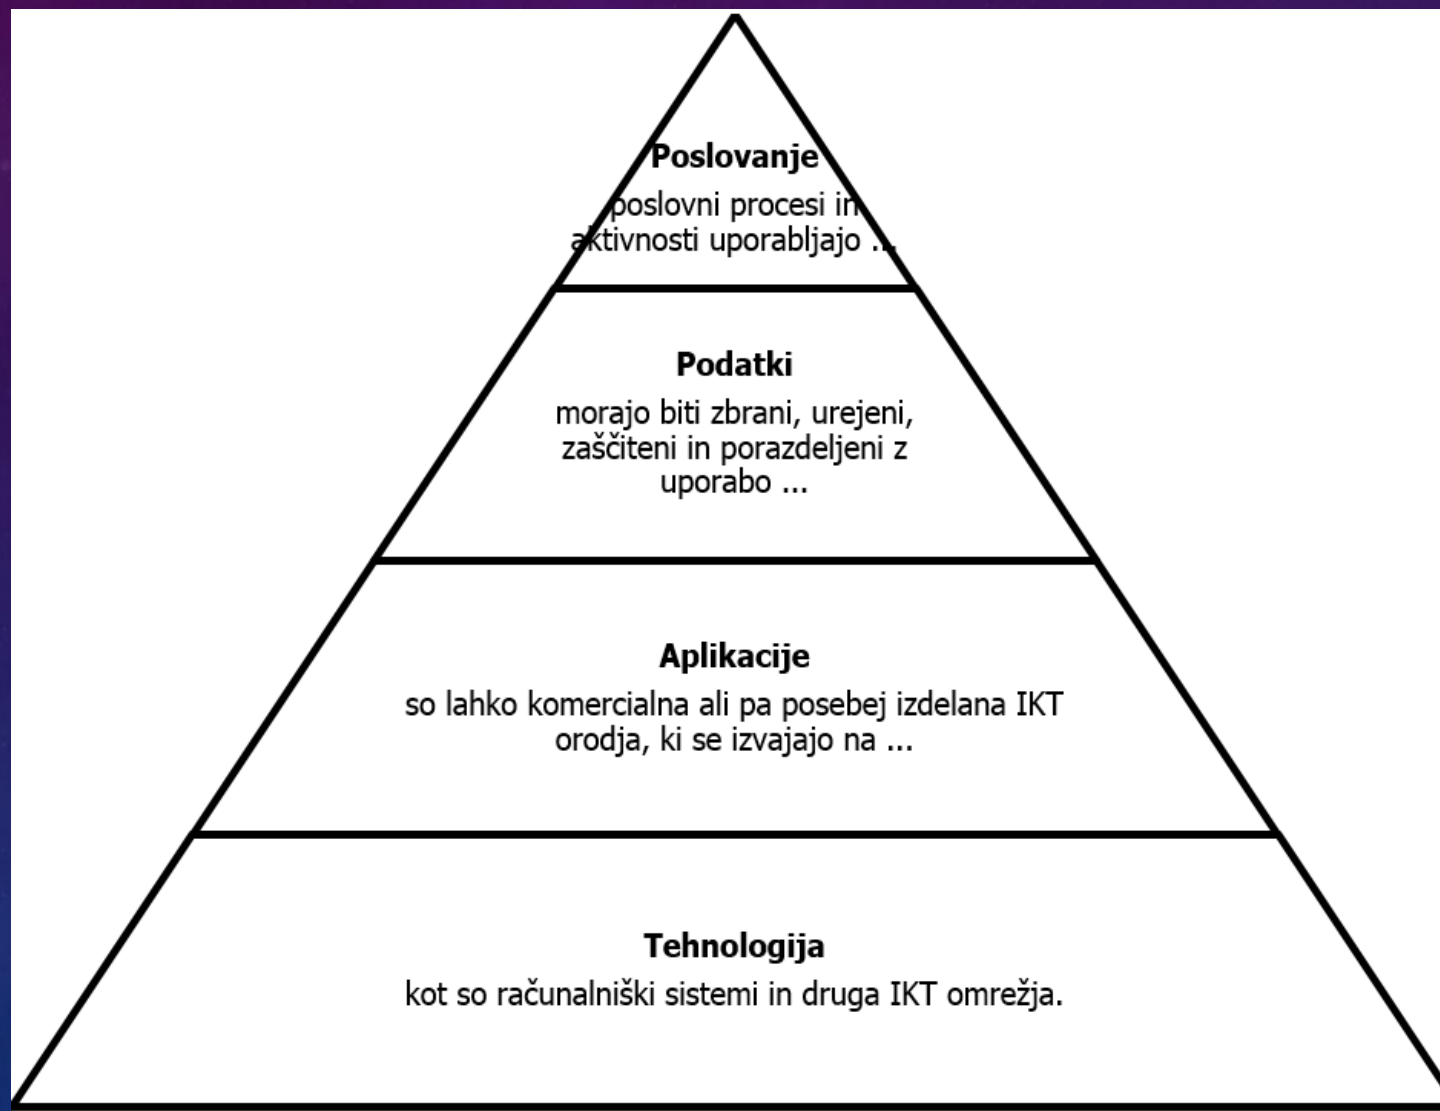 Poslovanje
poslovni procesi in
aktivnosti uporabljajo ...
Podatki
morajo biti zbrani, urejeni,
zaščiteni in porazdeljeni z
uporabo ...
Aplikacije
so lahko komercialna ali pa posebej izdelana IKT
orodja, ki se izvajajo na ...
Tehnologija
kot so računalniški sistemi in druga IKT omrežja.